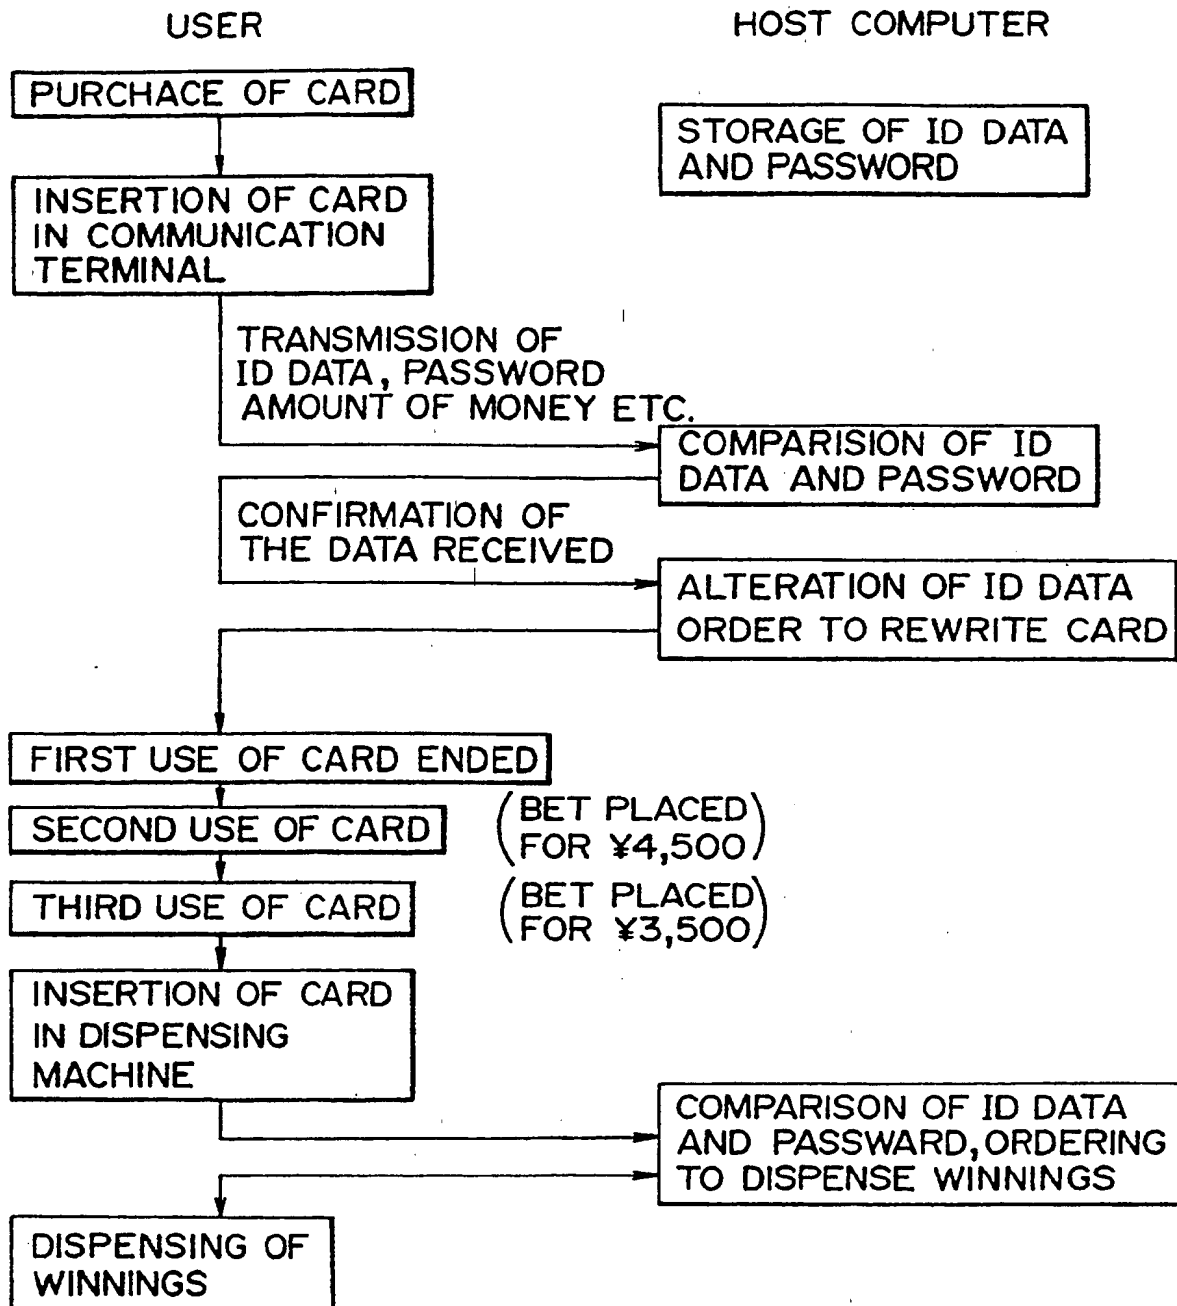 USER
HOST COMPUTER
PURCHACE OF CARD
STORAGE OF ID DATA
AND PASSWORD
INSERTION OF CARD
IN COMMUNICATION
TERMINAL
TRANSMISSION OF
ID DATA, PASSWORD
AMOUNT OF MONEY ETC.
COMPARISION OF ID
DATA AND PASSWORD
CONFIRMATION OF
THE DATA RECEIVED
ALTERATION OF ID DATA
ORDER TO REWRITE CARD
FIRST USE OF CARD ENDED
SECOND USE OF CARD
(BET PLACED
FOR ¥4,500)
THIRD USE OF CARD
(BET PLACED
FOR ¥3,500)
INSERTION OF CARD
IN DISPENSING
MACHINE
COMPARISON OF ID DATA
AND PASSWARD, ORDERING
TO DISPENSE WINNINGS
DISPENSING OF
WINNINGS